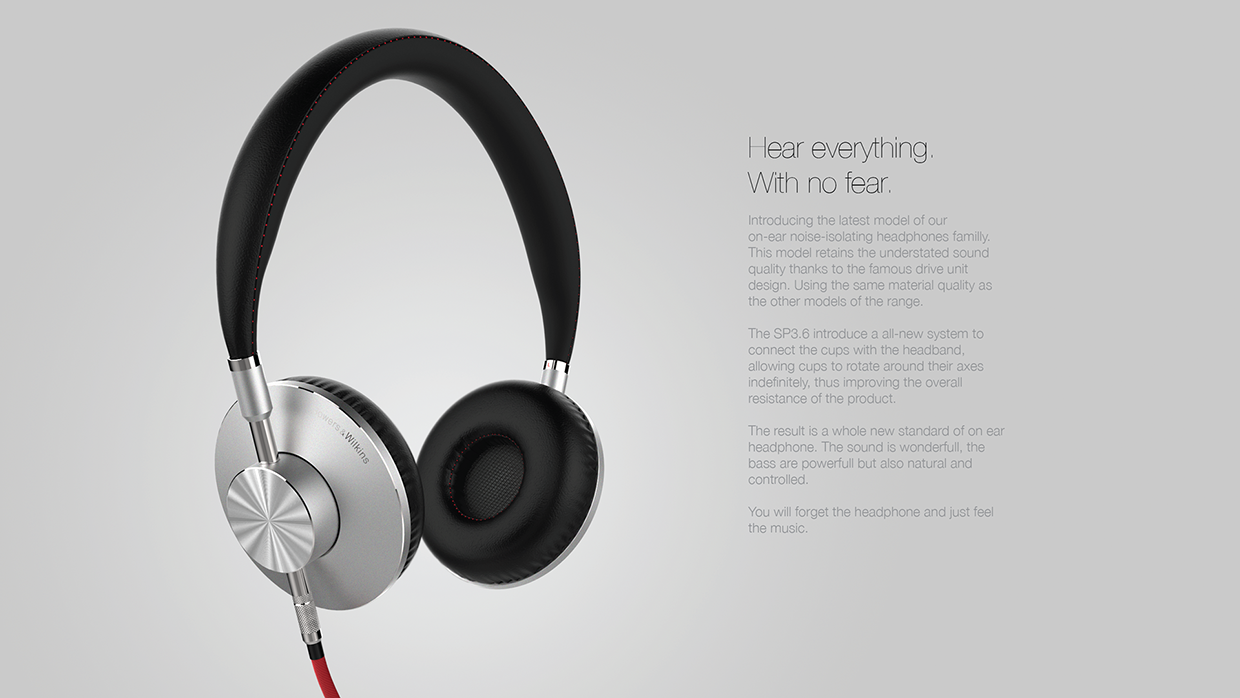 Hear everything.
With no fear.
Introducing the latest model of our
on-ear noise-isolating headphones familly.
This model retains the understated sound
quality thanks to the famous drive unit
design. Using the same material quality as
the other models of the range.
The SP3.6 introduce a all-new system to
connect the cups with the headband,
allowing cups to rotate around their axes
indefinitely, thus improving the overall
resistance of the product.
The result is a whole new standard of on ear
headphone. The sound is wonderfull, the
bass are powerfull but also natural and
controlled.
You will forget the headphone and just feel
the music.
wers&Wilkins